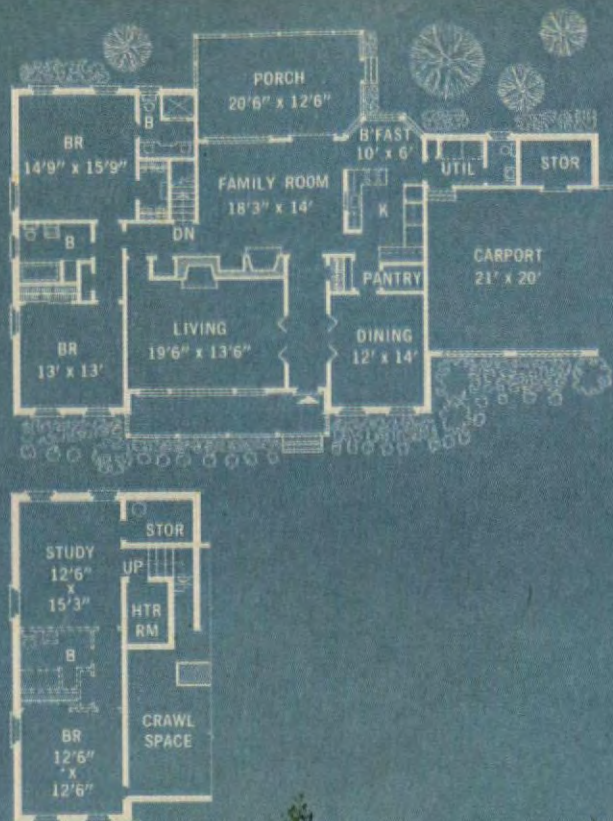 PORCH
20'6" x 12'6"
BR
14'9" x 15'9"
B
B'FAST
10' x 6'
FAMILY ROOM
18'3" x 14'
UTIL
STOR
K
DN
B
CARPORT
21' x 20'
PANTRY
LIVING
19'6" x 13'6"
DINING
12' x 14'
BR
13' x 13'
STOR
STUDY
12'6"
x
15'3"
UP
HTR
RM
B
CRAWL
SPACE
BR
12'6"
x
12'6"